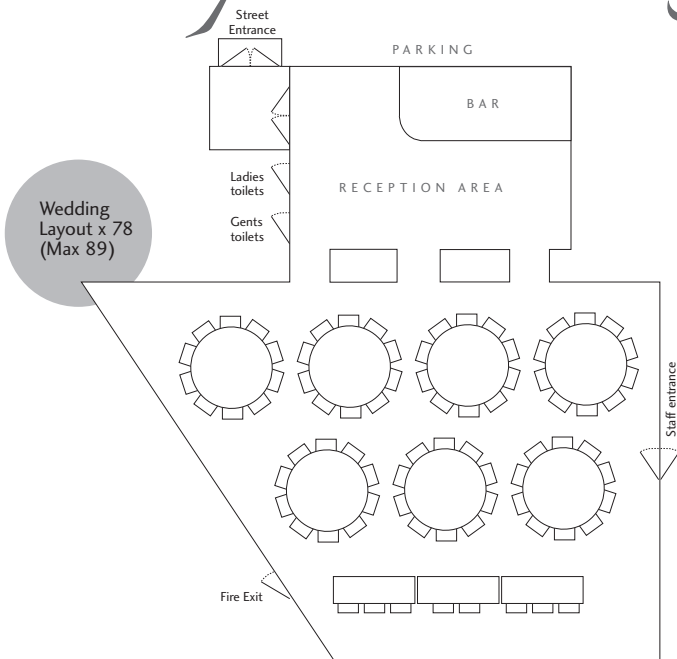 Street
Entrance
PARKING
BAR
Ladies
toilets
RECEPTION AREA
Gents
toilets
Wedding
Layout x 78
(Max 89)
Staff entrance
Fire Exit